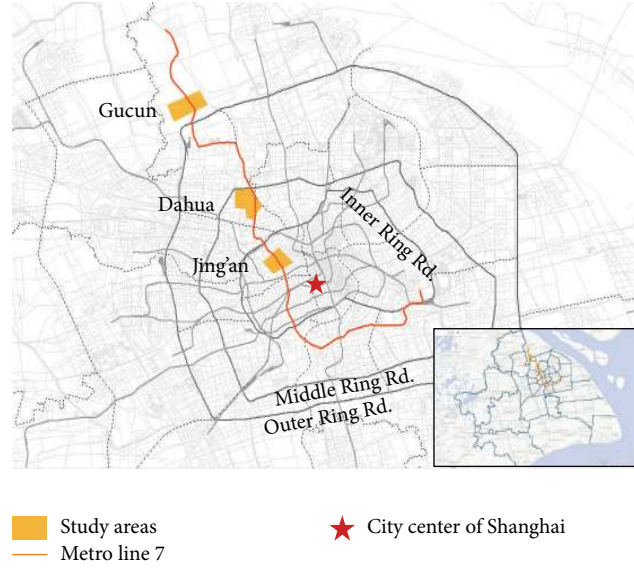 Gucun
Dahua
Inner Ring Rd.
Jing'an
Middle Ring Rd.
Outer Ring Rd.
Study areas
City center of Shanghai
Metro line 7